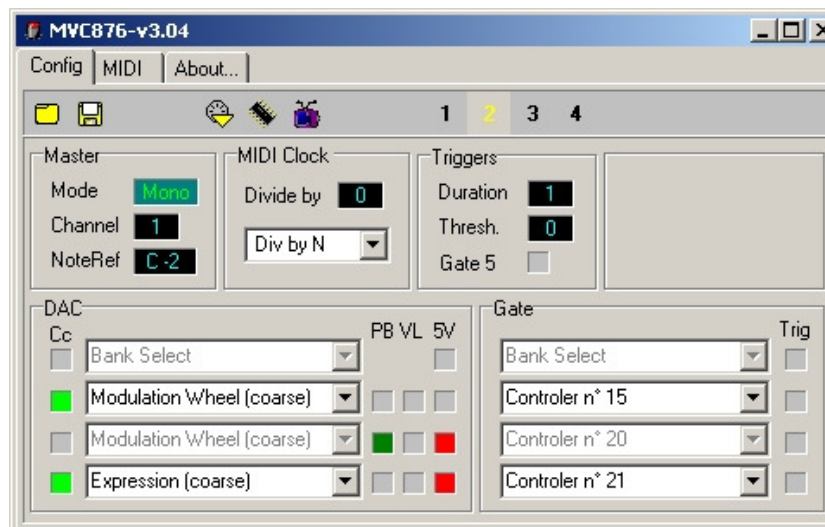 MVC876-v3.04
Config MIDI About...
1 2 3 4
Master
Mode Mono
Channel 1
NoteRef C -2
MIDI Clock
Divide by 0
Div by N
Triggers
Duration 1
Thresh. 0
Gate 5
DAC
Cc PB VL 5V
Bank Select
Modulation Wheel (coarse)
Modulation Wheel (coarse)
Expression (coarse)
Gate
Trig
Bank Select
Controler n° 15
Controler n° 20
Controler n° 21